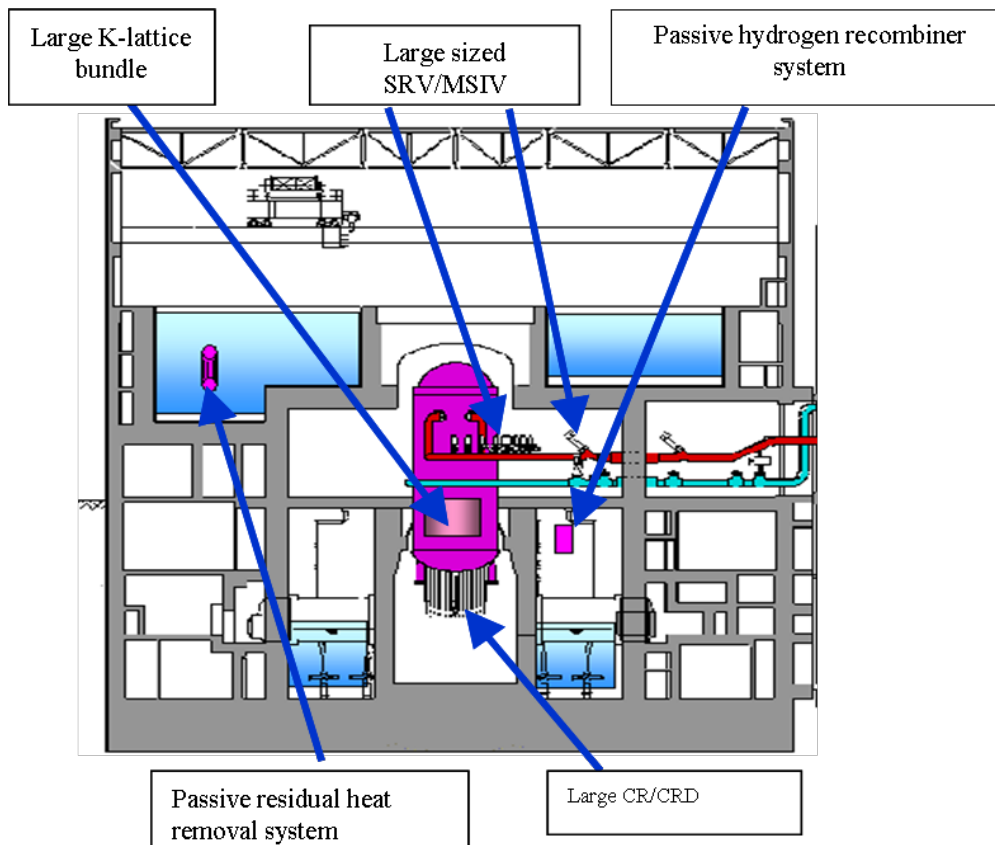 Large K-lattice
bundle
Large sized
SRV/MSIV
Passive hydrogen recombiner
system
Passive residual heat
removal system
Large CR/CRD